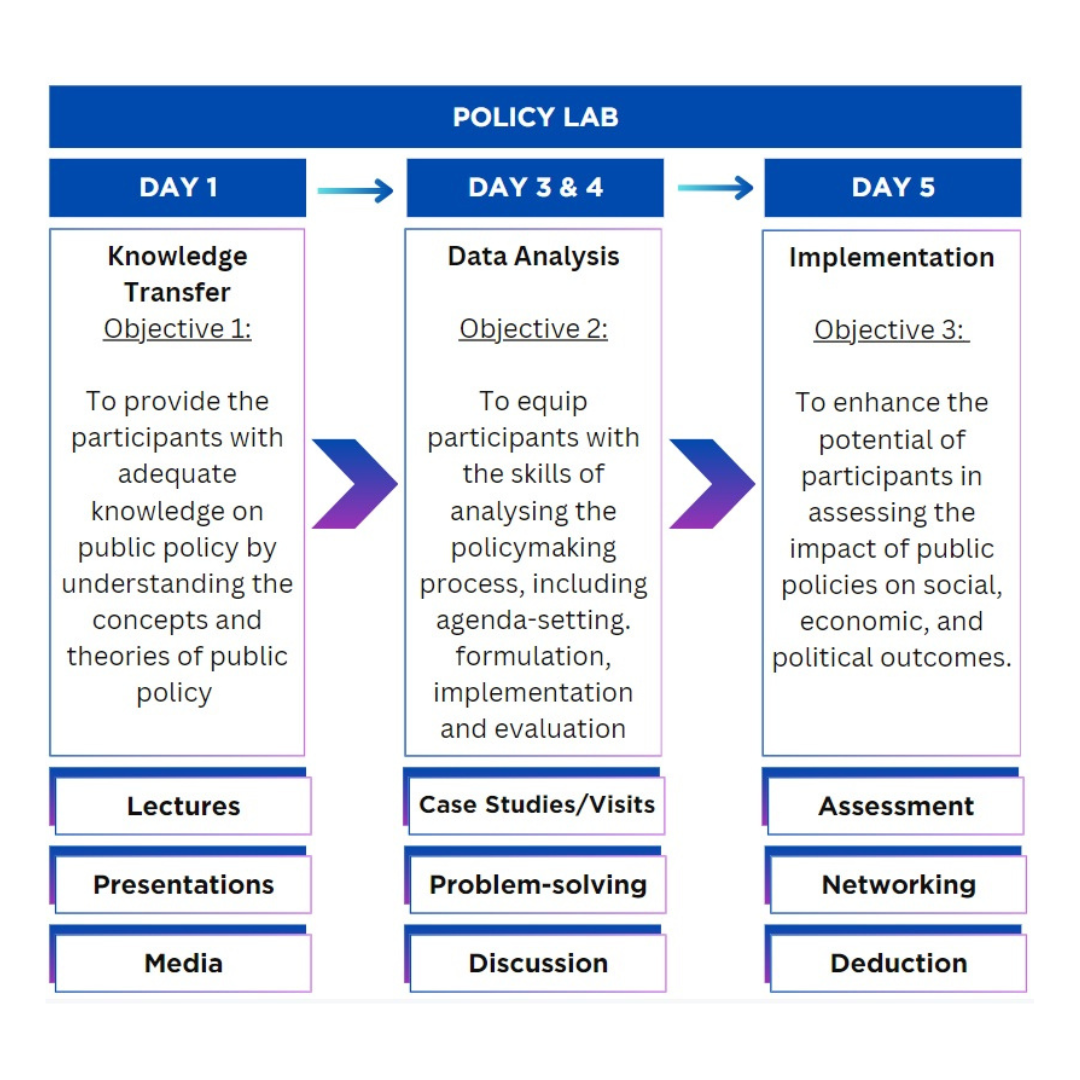 POLICY LAB
DAY 1
DAY 3 & 4
DAY 5
Knowledge
Transfer
Objective 1:
To provide the
participants with
adequate
knowledge on
public policy by
understanding the
concepts and
theories of public
policy
Data Analysis
Objective 2:
To equip
participants with
the skills of
analysing the
policymaking
process, including
agenda-setting.
formulation,
implementation
and evaluation
Implementation
Objective 3:
To enhance the
potential of
participants in
assessing the
impact of public
policies on social,
economic, and
political outcomes.
Lectures
Presentations
Media
Case Studies/Visits
Problem-solving
Discussion
Assessment
Networking
Deduction